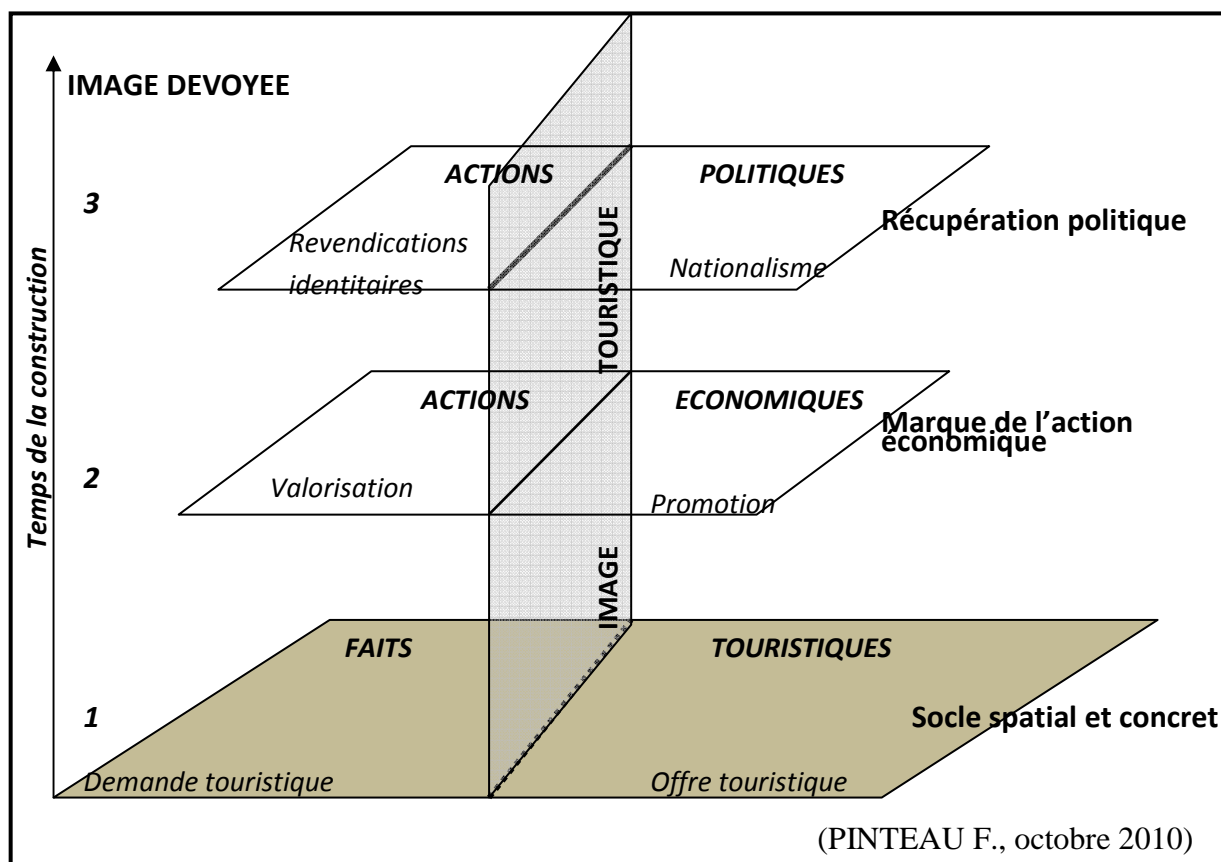 IMAGE DEVOYEE
Temps de la construction
3
ACTIONS POLITIQUES
Revendications
identitaires
Nationalisme
Récupération politique
2
ACTIONS ECONOMIQUES
Valorisation
Promotion
Marque de l’action
économique
1
FAITS TOURISTIQUES
Demande touristique
Offre touristique
Socle spatial et concret
IMAGE TOURISTIQUE
(PINTEAU F., octobre 2010)